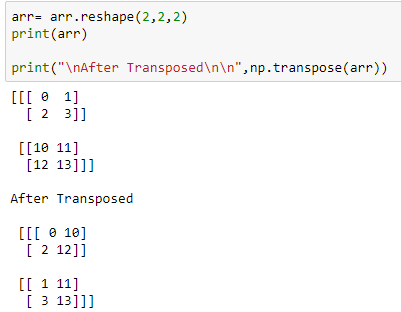 arr= arr.reshape(2,2,2)
print(arr)
print("\nAfter Transposed\n\n",np.transpose(arr))
[[[ 0  1]
  [ 2  3]]
 [[10 11]
  [12 13]]]
After Transposed
 [[[ 0 10]
  [ 2 12]]
 [[ 1 11]
  [ 3 13]]]